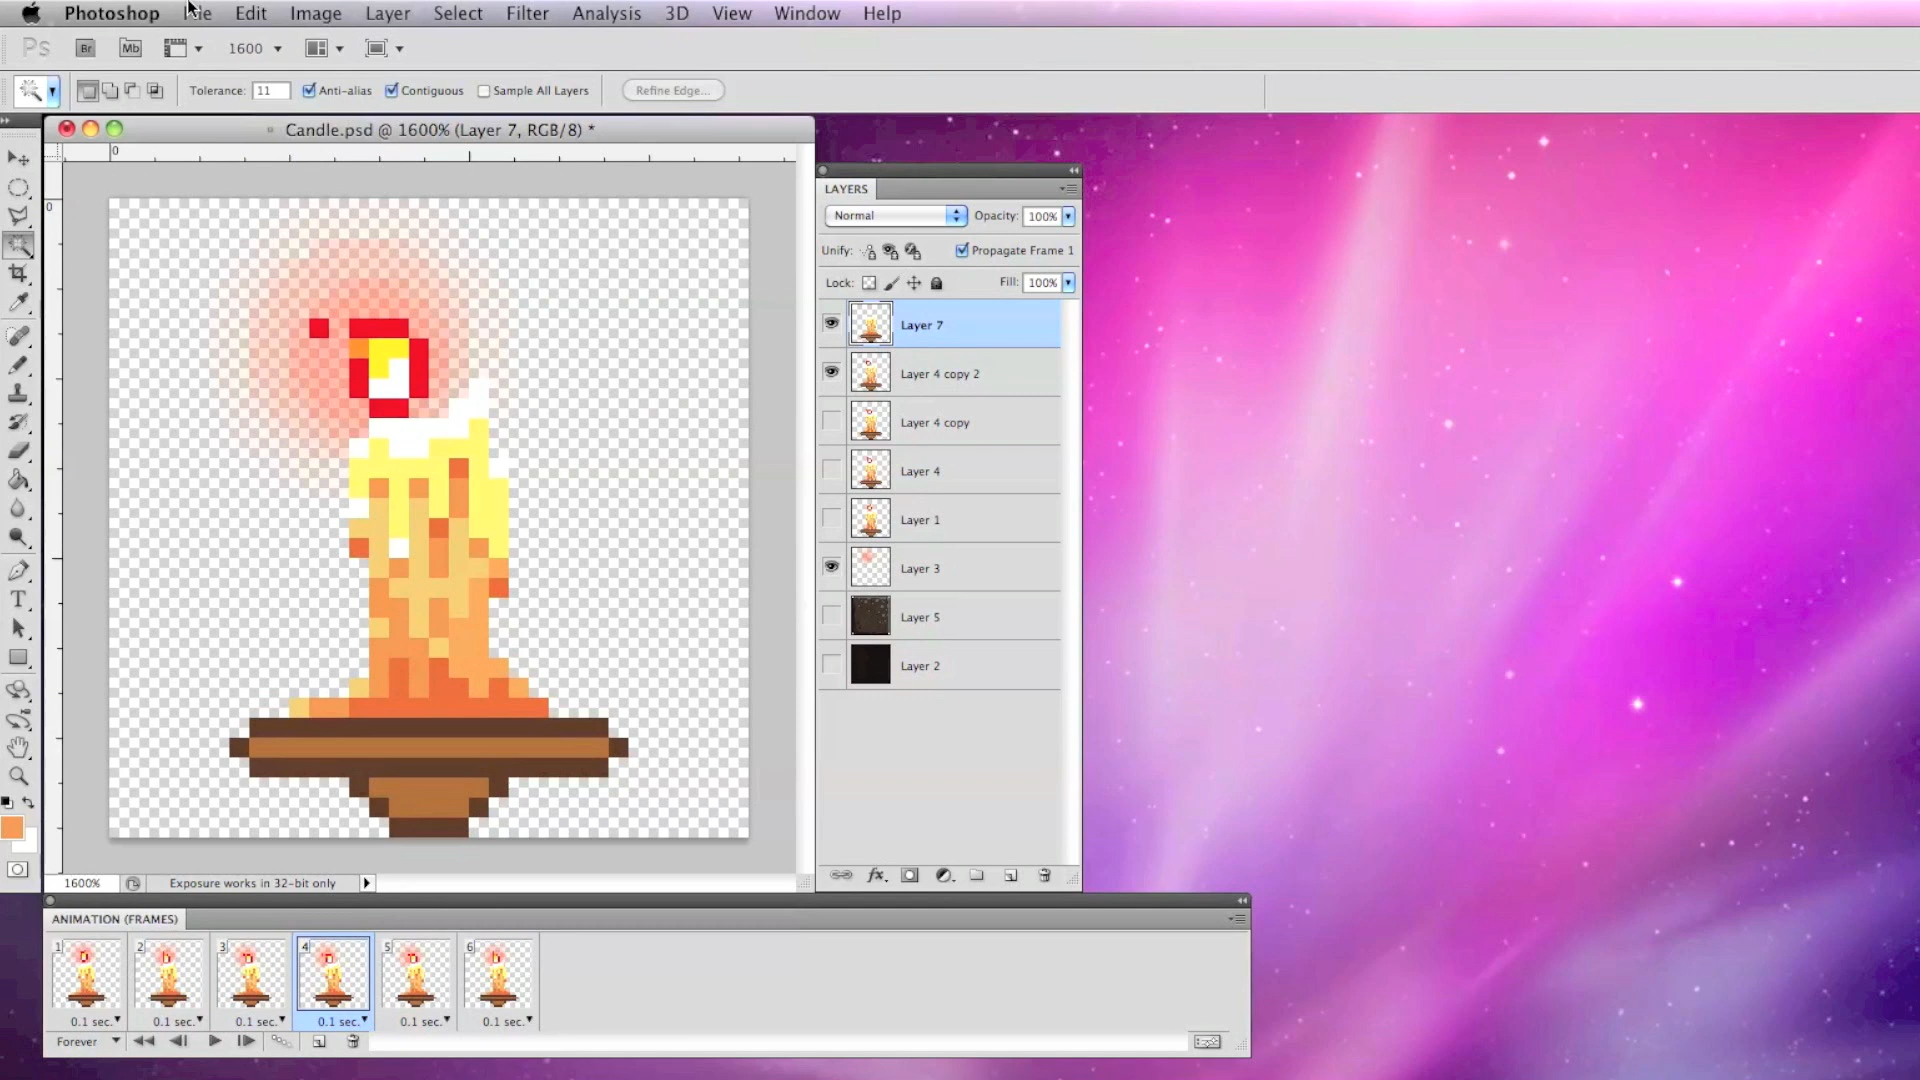 Photoshop File Edit Image Layer Select Filter Analysis 3D View Window Help
Ps Br Mb 1600
Tolerance: 11 Anti-alias Contiguous Sample All Layers Refine Edge...
Candle.psd @ 1600% (Layer 7, RGB/8) *
0
0
LAYERS
Normal Opacity: 100%
Unify: Propagate Frame 1
Lock: Fill: 100%
Layer 7
Layer 4 copy 2
Layer 4 copy
Layer 4
Layer 1
Layer 3
Layer 5
Layer 2
fx
T
1600% Exposure works in 32-bit only
ANIMATION (FRAMES)
1 2 3 4 5 6
0.1 sec. 0.1 sec. 0.1 sec. 0.1 sec. 0.1 sec. 0.1 sec.
Forever